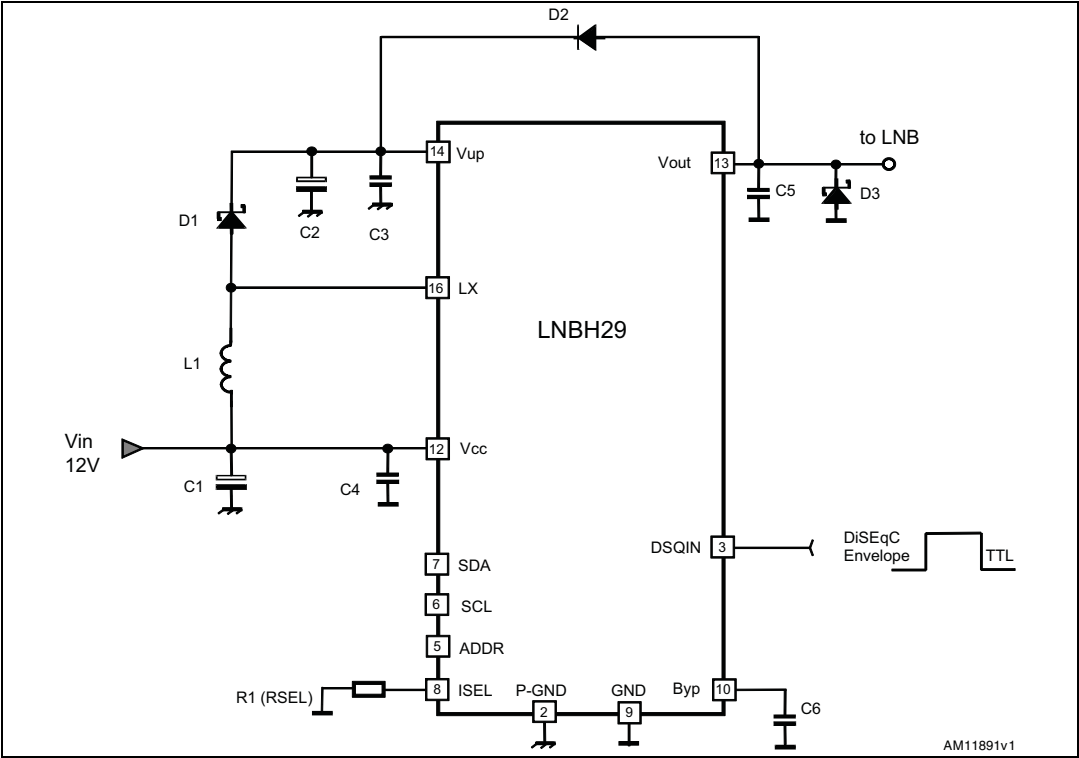 D2
to LNB
14 Vup
Vout 13
C5
D3
D1
C2
C3
16 LX
LNBH29
L1
Vin
12V
12 Vcc
C1
C4
DSQIN 3
DiSEqC
Envelope
TTL
7 SDA
6 SCL
5 ADDR
R1 (RSEL)
8 ISEL
P-GND
2
GND
9
Byp 10
C6
AM11891v1